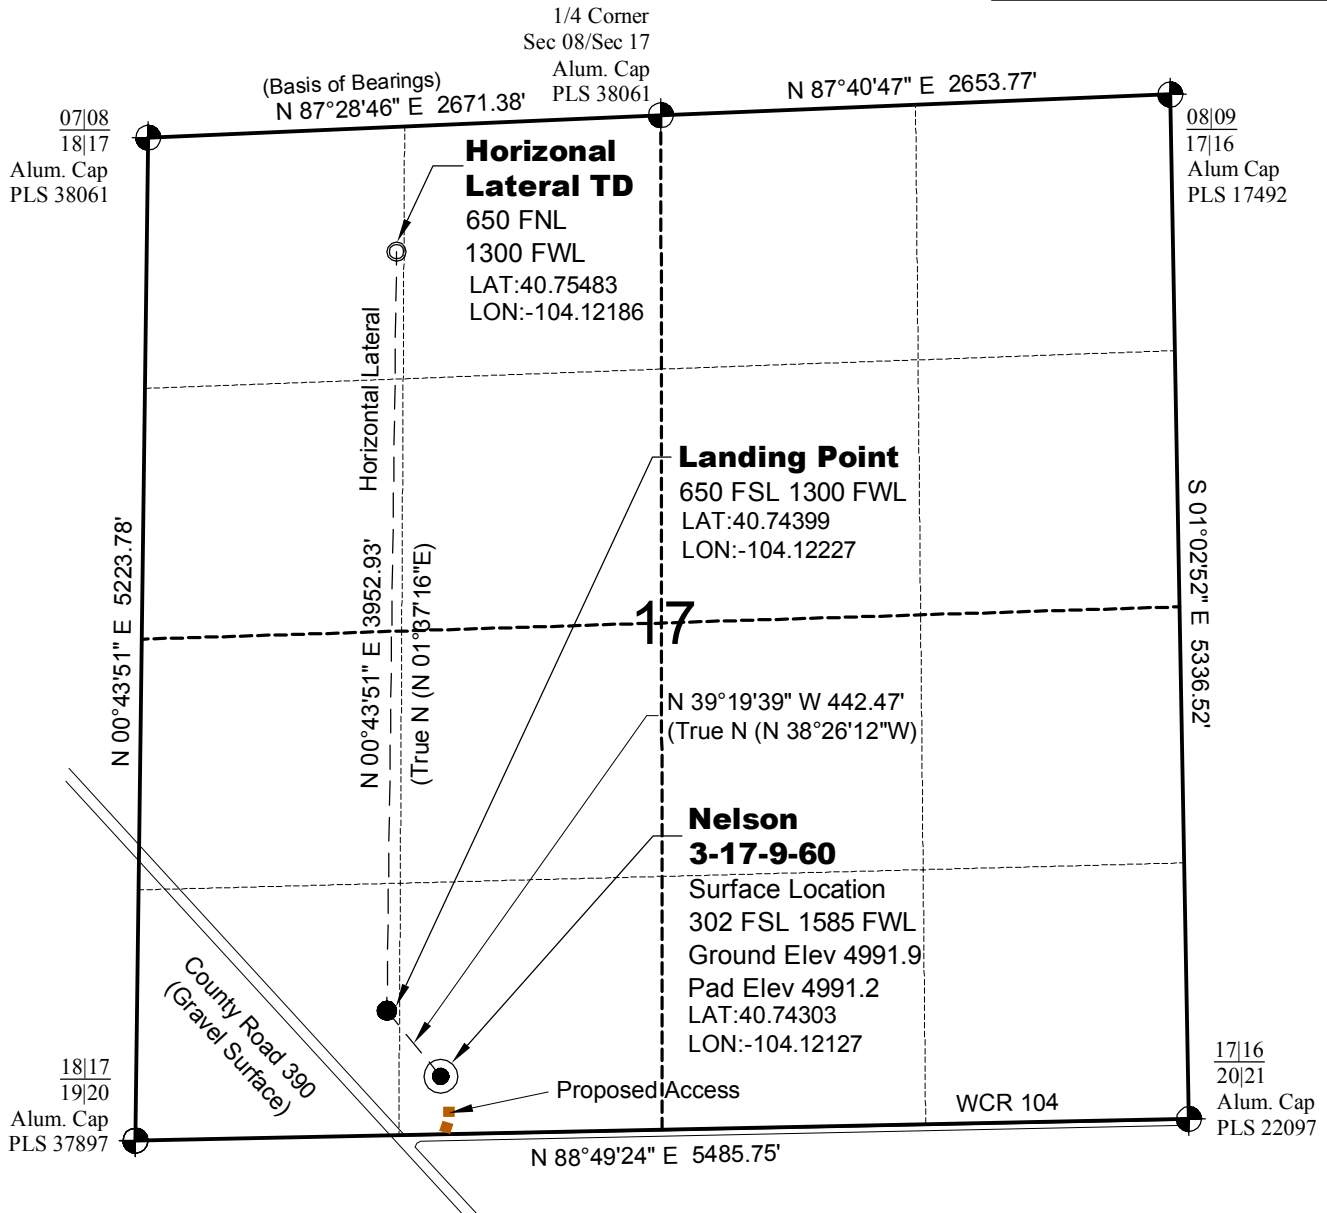 1/4 Corner
Sec 08/Sec 17
Alum. Cap
PLS 38061
(Basis of Bearings)
N 87°28'46" E 2671.38'
N 87°40'47" E 2653.77'
07|08
18|17
Alum. Cap
PLS 38061
08|09
17|16
Alum Cap
PLS 17492
Horizonal
Lateral TD
650 FNL
1300 FWL
LAT:40.75483
LON:-104.12186
Horizontal Lateral
Landing Point
650 FSL 1300 FWL
LAT:40.74399
LON:-104.12227
N 00°43'51" E 5223.78'
N 00°43'51" E 3952.93'
(True N (N 01°37'16"E)
17
S 01°02'52" E 5336.52'
N 39°19'39" W 442.47'
(True N (N 38°26'12"W)
Nelson
3-17-9-60
Surface Location
302 FSL 1585 FWL
Ground Elev 4991.9
Pad Elev 4991.2
LAT:40.74303
LON:-104.12127
County Road 390
(Gravel Surface)
18|17
19|20
Alum. Cap
PLS 37897
Proposed Access
WCR 104
17|16
20|21
Alum. Cap
PLS 22097
N 88°49'24" E 5485.75'